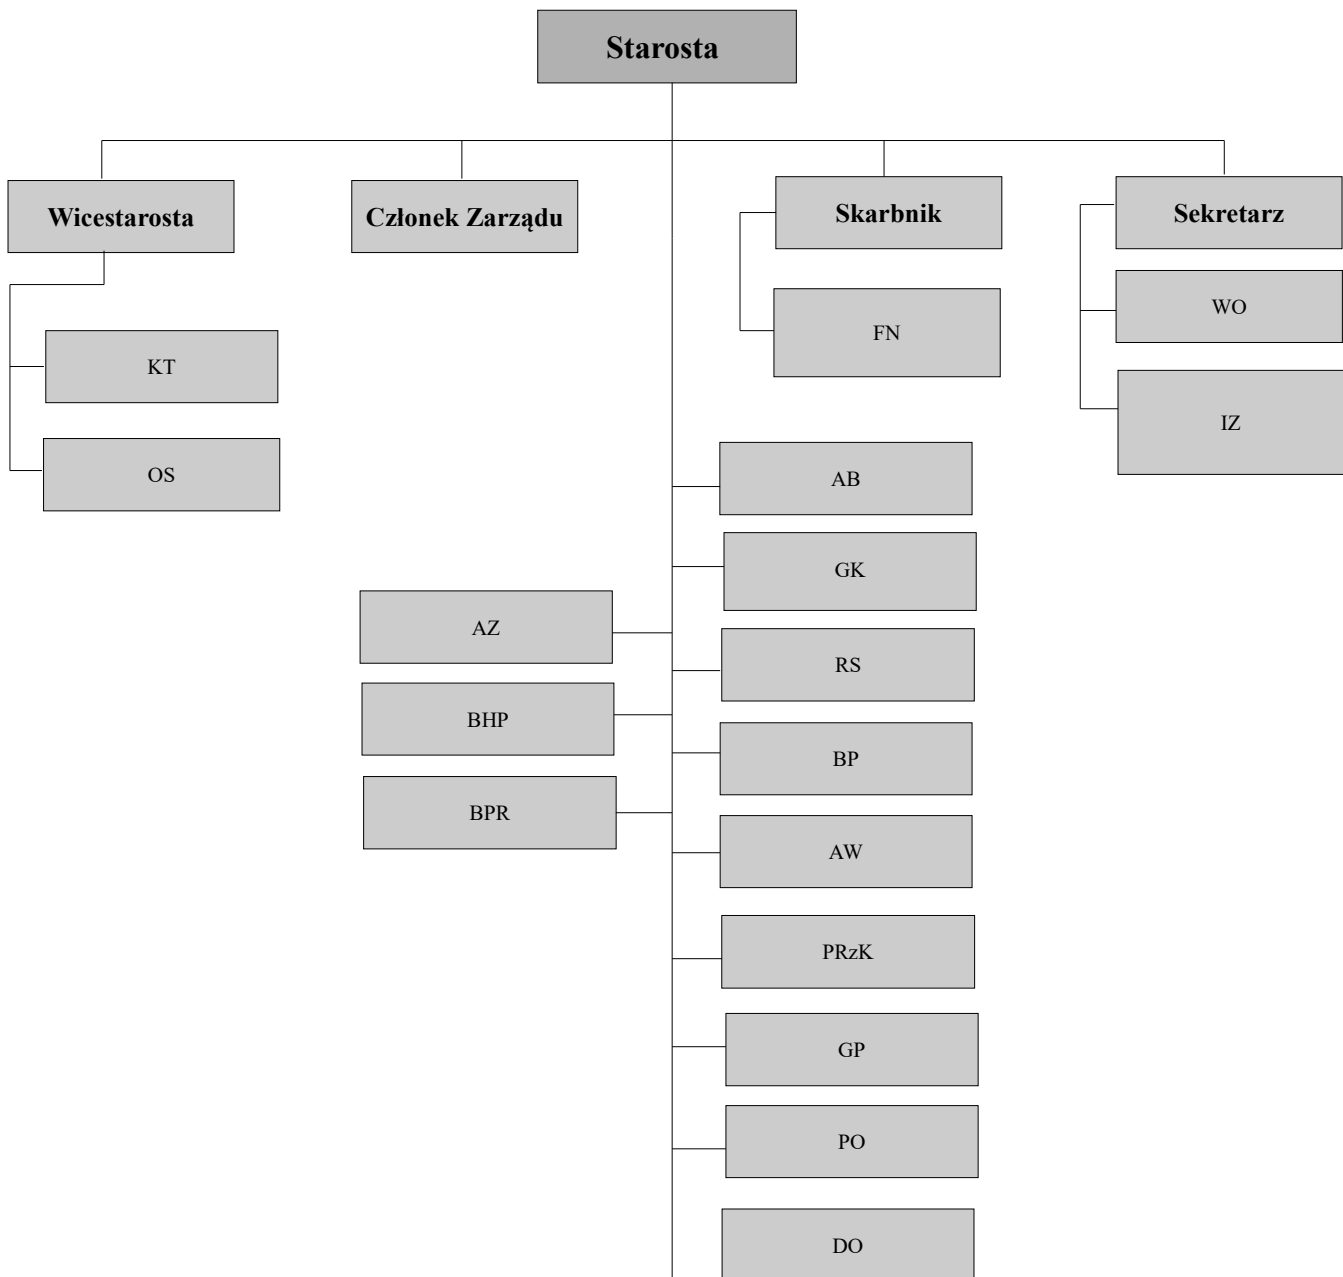 Starosta
Wicestarosta
Członek Zarządu
Skarbnik
Sekretarz
WO
FN
KT
IZ
OS
AB
GK
AZ
RS
BHP
BP
BPR
AW
PRzK
GP
PO
DO